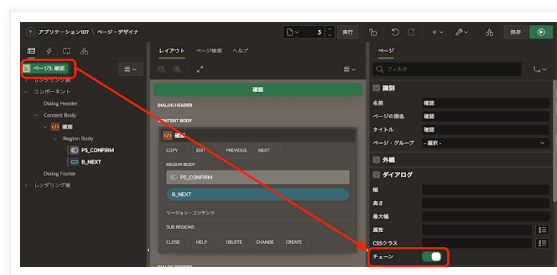 アプリケーション107 \ ページ・デザイナ
3
実行
保存
ページ3: 確認
レンダリング前
コンポーネント
Dialog Header
Content Body
確認
Region Body
P3_CONFIRM
B_NEXT
Dialog Footer
レンダリング後
レイアウト
ページ検索
ヘルプ
確認
DIALOG HEADER
CONTENT BODY
確認
COPY
EDIT
PREVIOUS
NEXT
REGION BODY
P3_CONFIRM
B_NEXT
リージョン・コンテンツ
SUB REGIONS
CLOSE
HELP
DELETE
CHANGE
CREATE
DIALOG FOOTER
ページ
フィルタ
識別
名前
確認
ページの別名
確認
タイトル
確認
ページ・グループ
- 選択 -
外観
ダイアログ
幅
高さ
最大幅
属性
CSSクラス
チェーン